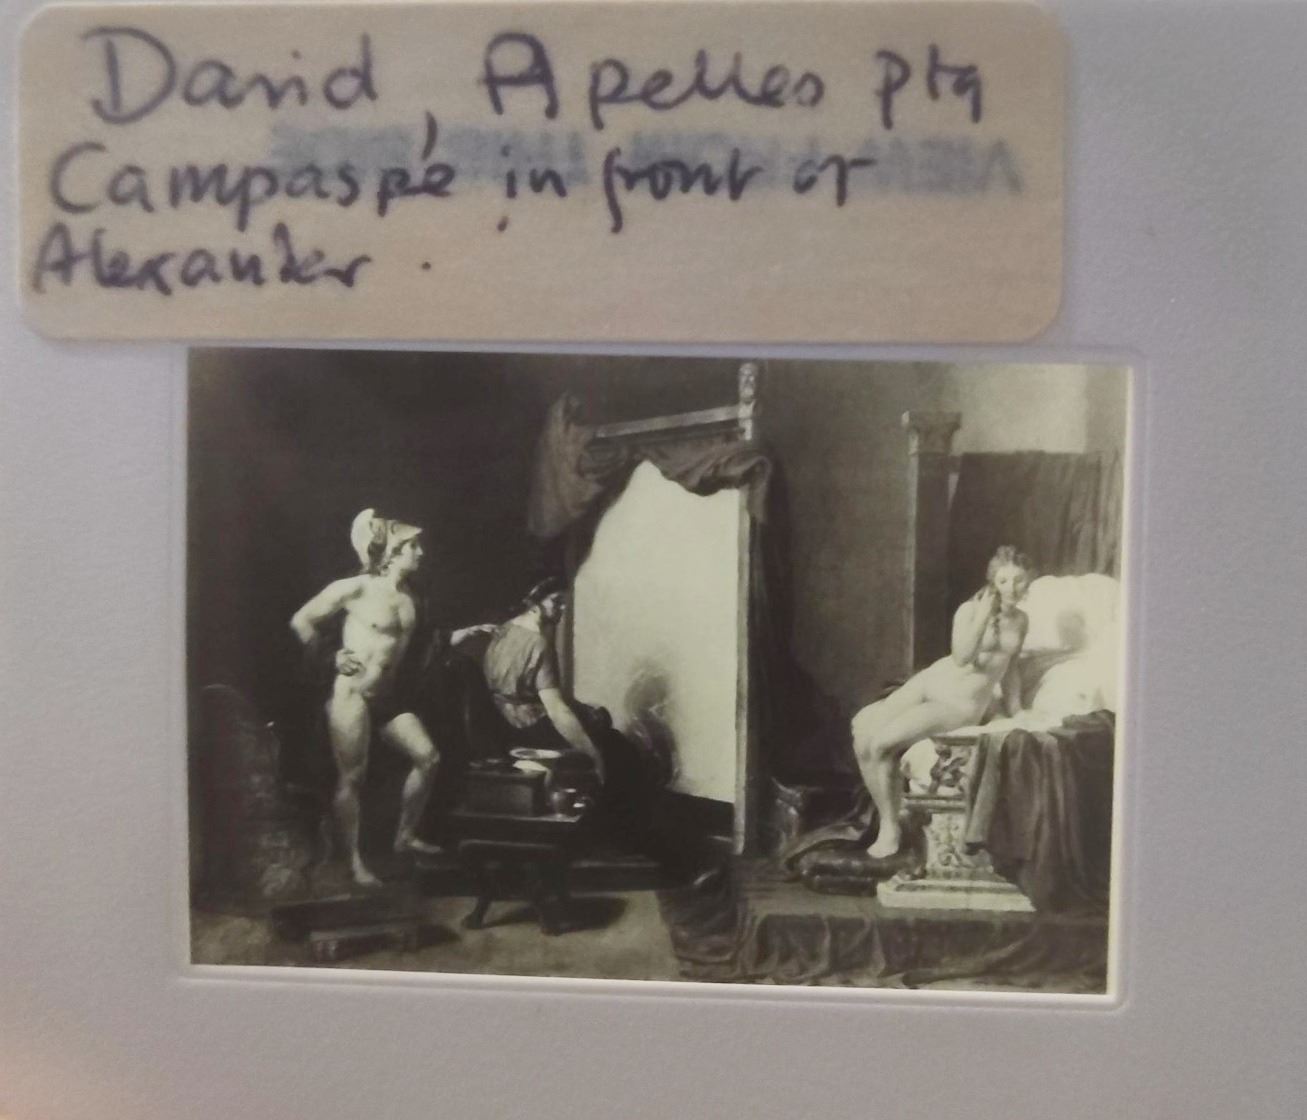 David, Apelles ptg
Campaspé in front of
Alexander.